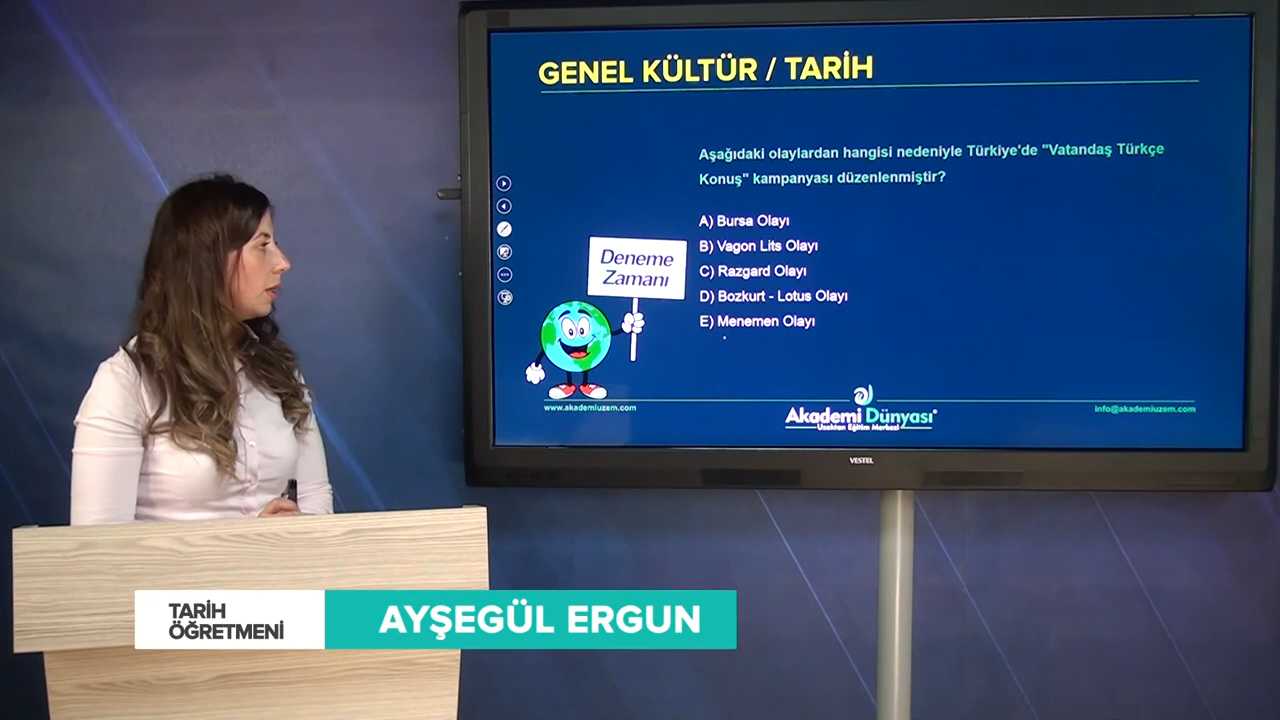 GENEL KÜLTÜR / TARİH
Aşağıdaki olaylardan hangisi nedeniyle Türkiye'de "Vatandaş Türkçe
Konuş" kampanyası düzenlenmiştir?
A) Bursa Olayı
B) Vagon Lits Olayı
C) Razgard Olayı
D) Bozkurt - Lotus Olayı
E) Menemen Olayı
Deneme
Zamanı
www.akademiuzem.com
Akademi Dünyası®
Uzaktan Eğitim Merkezi
info@akademiuzem.com
VESTEL
TARİH
ÖĞRETMENİ
AYŞEGÜL ERGUN